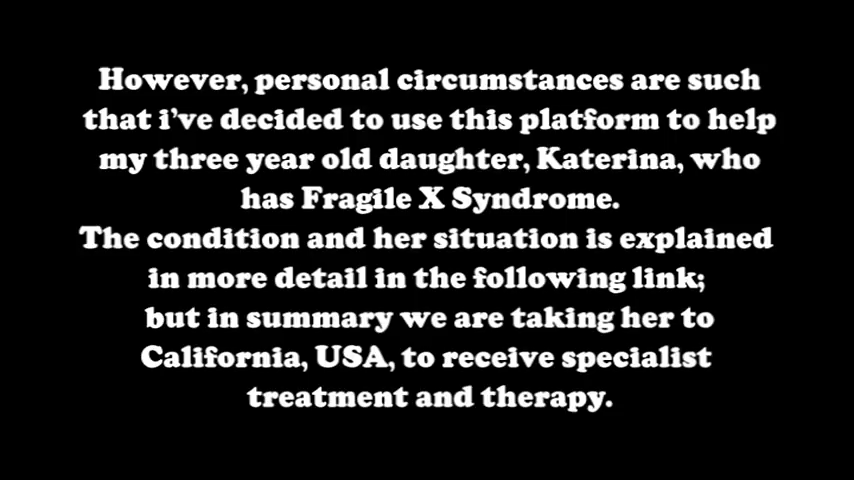 However, personal circumstances are such
that i've decided to use this platform to help
my three year old daughter, Katerina, who
has Fragile X Syndrome.
The condition and her situation is explained
in more detail in the following link;
but in summary we are taking her to
California, USA, to receive specialist
treatment and therapy.